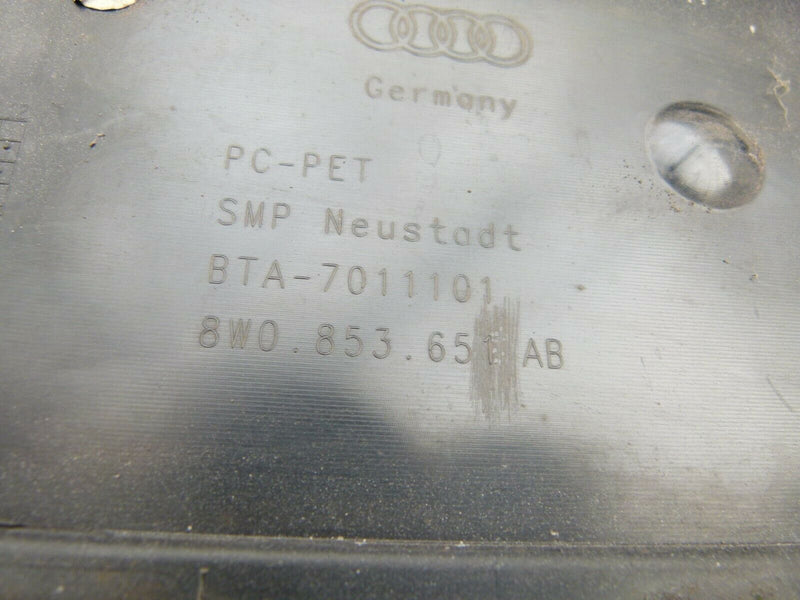 Germany
PC-PET
SMP Neustadt
BTA-7011101
8W0.853.651 AB